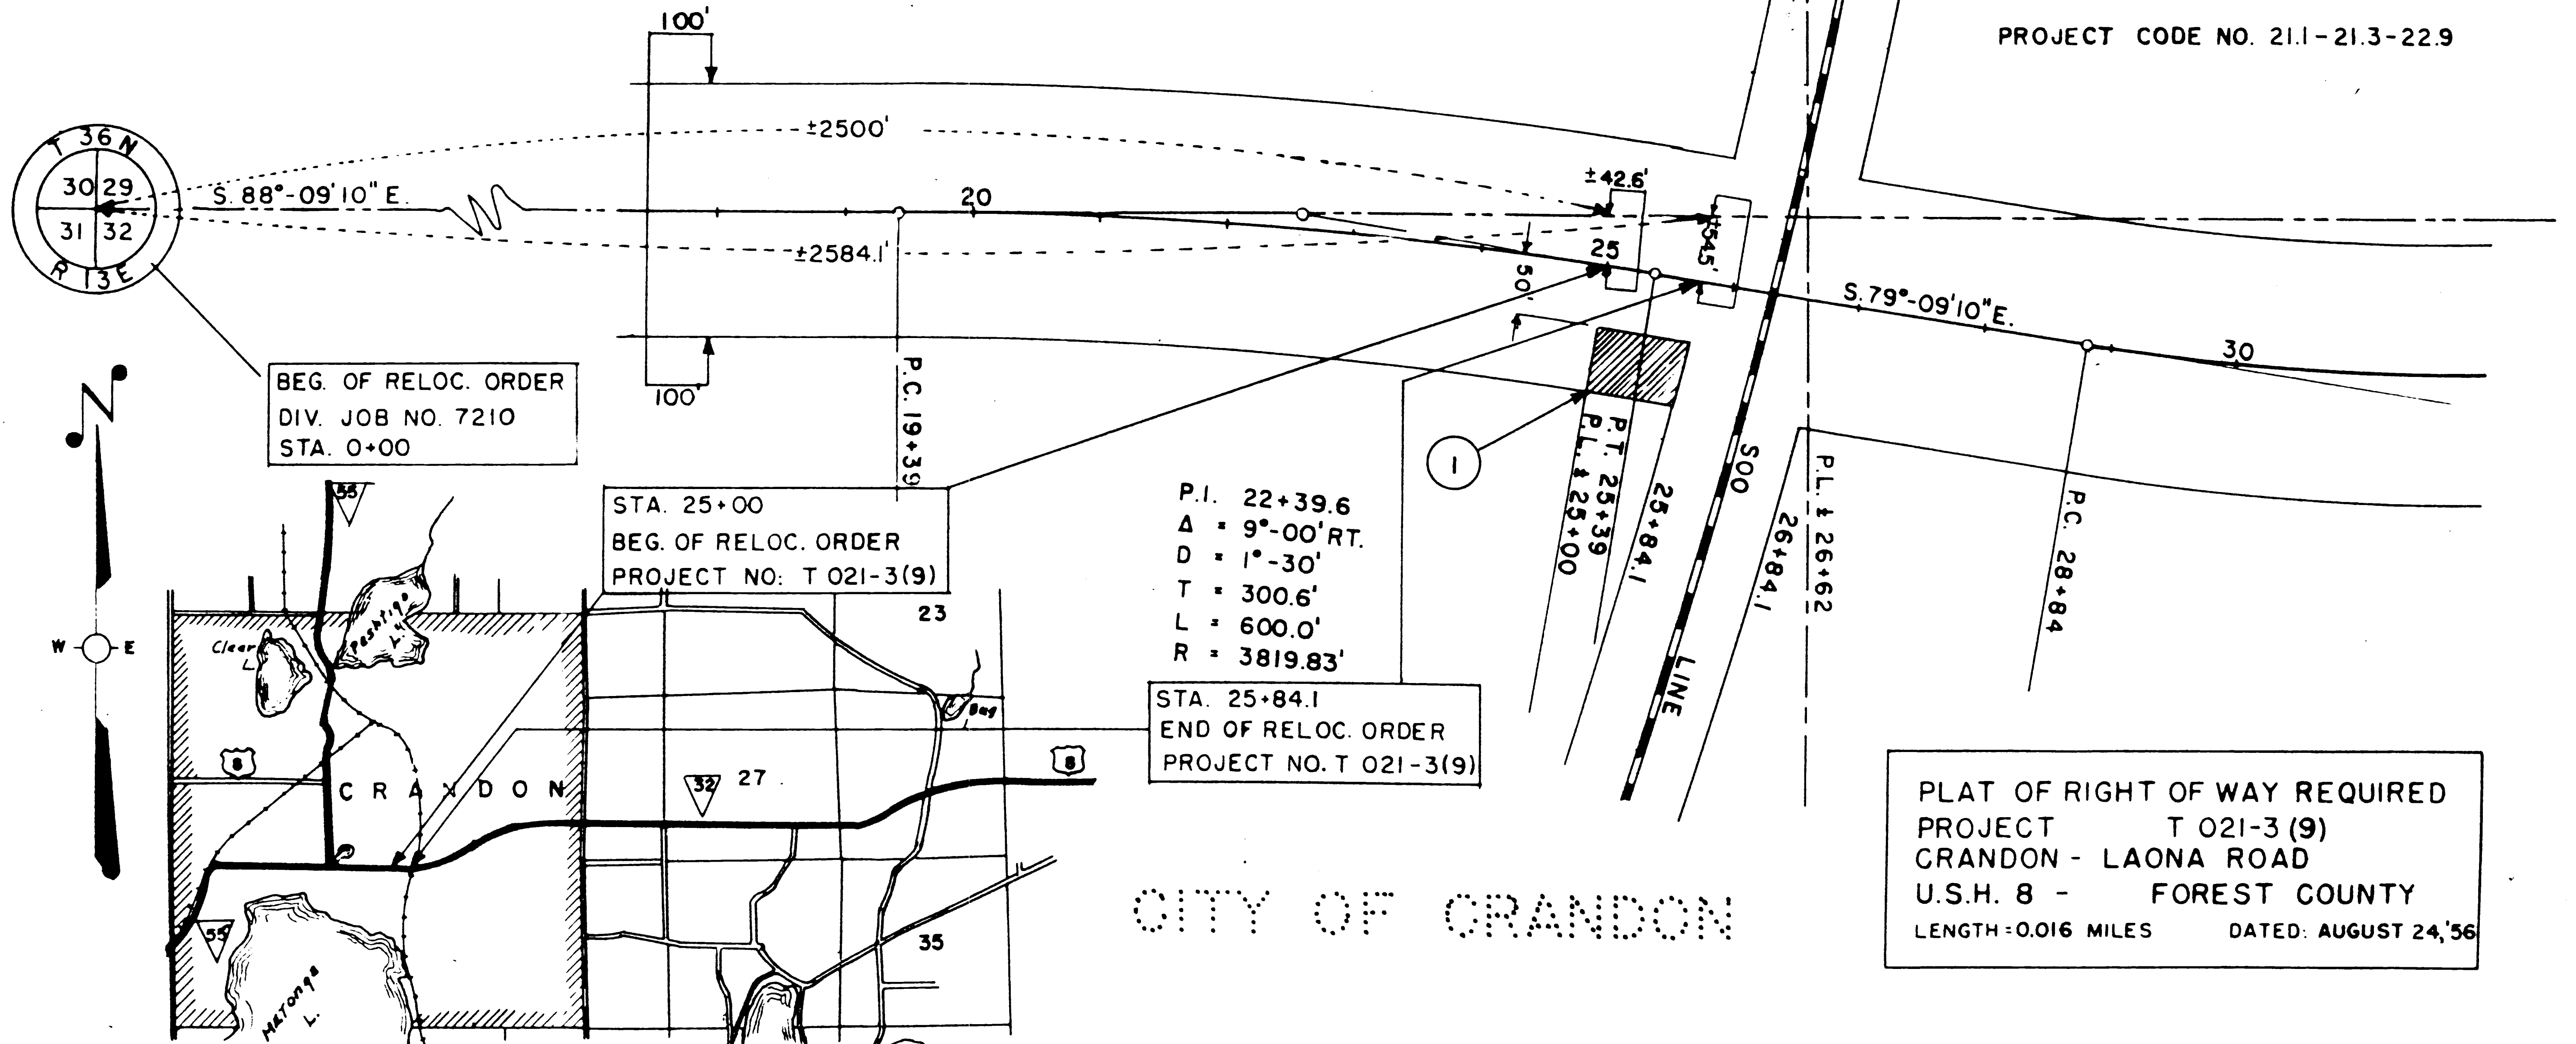 100'
PROJECT CODE NO. 21.1-21.3-22.9
±2500'
T 36 N
30 29
31 32
R 13 E
S. 88°-09'10" E.
20
±42.6'
±54.5'
±2584.1'
25
50'
S. 79°-09'10" E.
30
100'
P.C. 19+39
BEG. OF RELOC. ORDER
DIV. JOB NO. 7210
STA. 0+00
N
1
P.L. ± 25+00
P.T. 25+39
25+84.1
SOO LINE
26+84.1
P.L. ± 26+62
P.C. 28+84
STA. 25+00
BEG. OF RELOC. ORDER
PROJECT NO: T 021-3(9)
P.I. 22+39.6
Δ = 9°-00' RT.
D = 1°-30'
T = 300.6'
L = 600.0'
R = 3819.83'
STA. 25+84.1
END OF RELOC. ORDER
PROJECT NO. T 021-3(9)
W E
55
Clear L.
Peshtigo L.
23
Bug
8
CRANDON
32
27
8
55
Metonga L.
35
CITY OF CRANDON
PLAT OF RIGHT OF WAY REQUIRED
PROJECT T 021-3 (9)
CRANDON - LAONA ROAD
U.S.H. 8 - FOREST COUNTY
LENGTH = 0.016 MILES DATED: AUGUST 24, '56